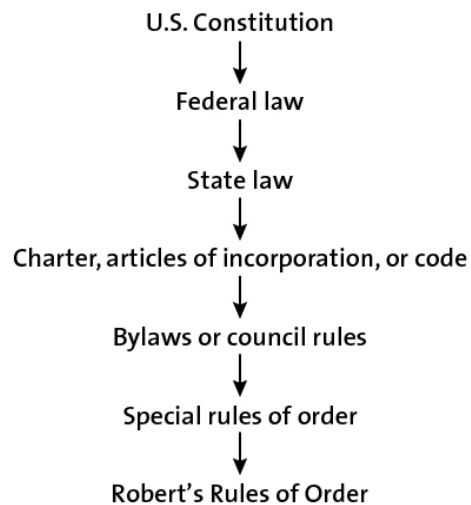 U.S. Constitution
Federal law
State law
Charter, articles of incorporation, or code
Bylaws or council rules
Special rules of order
Robert’s Rules of Order